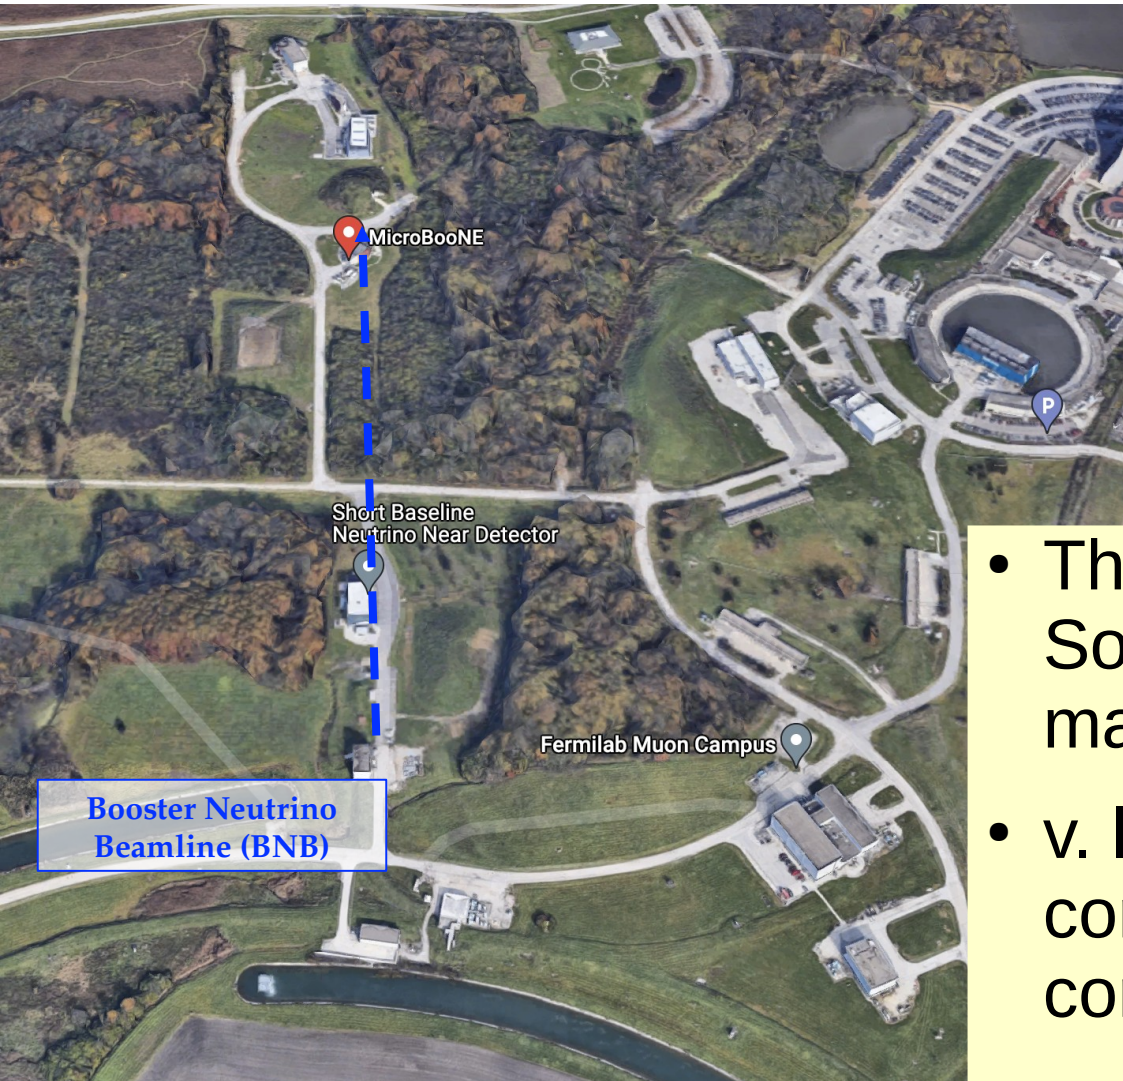 MicroBooNE
P
Short Baseline
Neutrino Near Detector
Fermilab Muon Campus
Booster Neutrino
Beamline (BNB)
• Th
So
ma
• v.
co
co